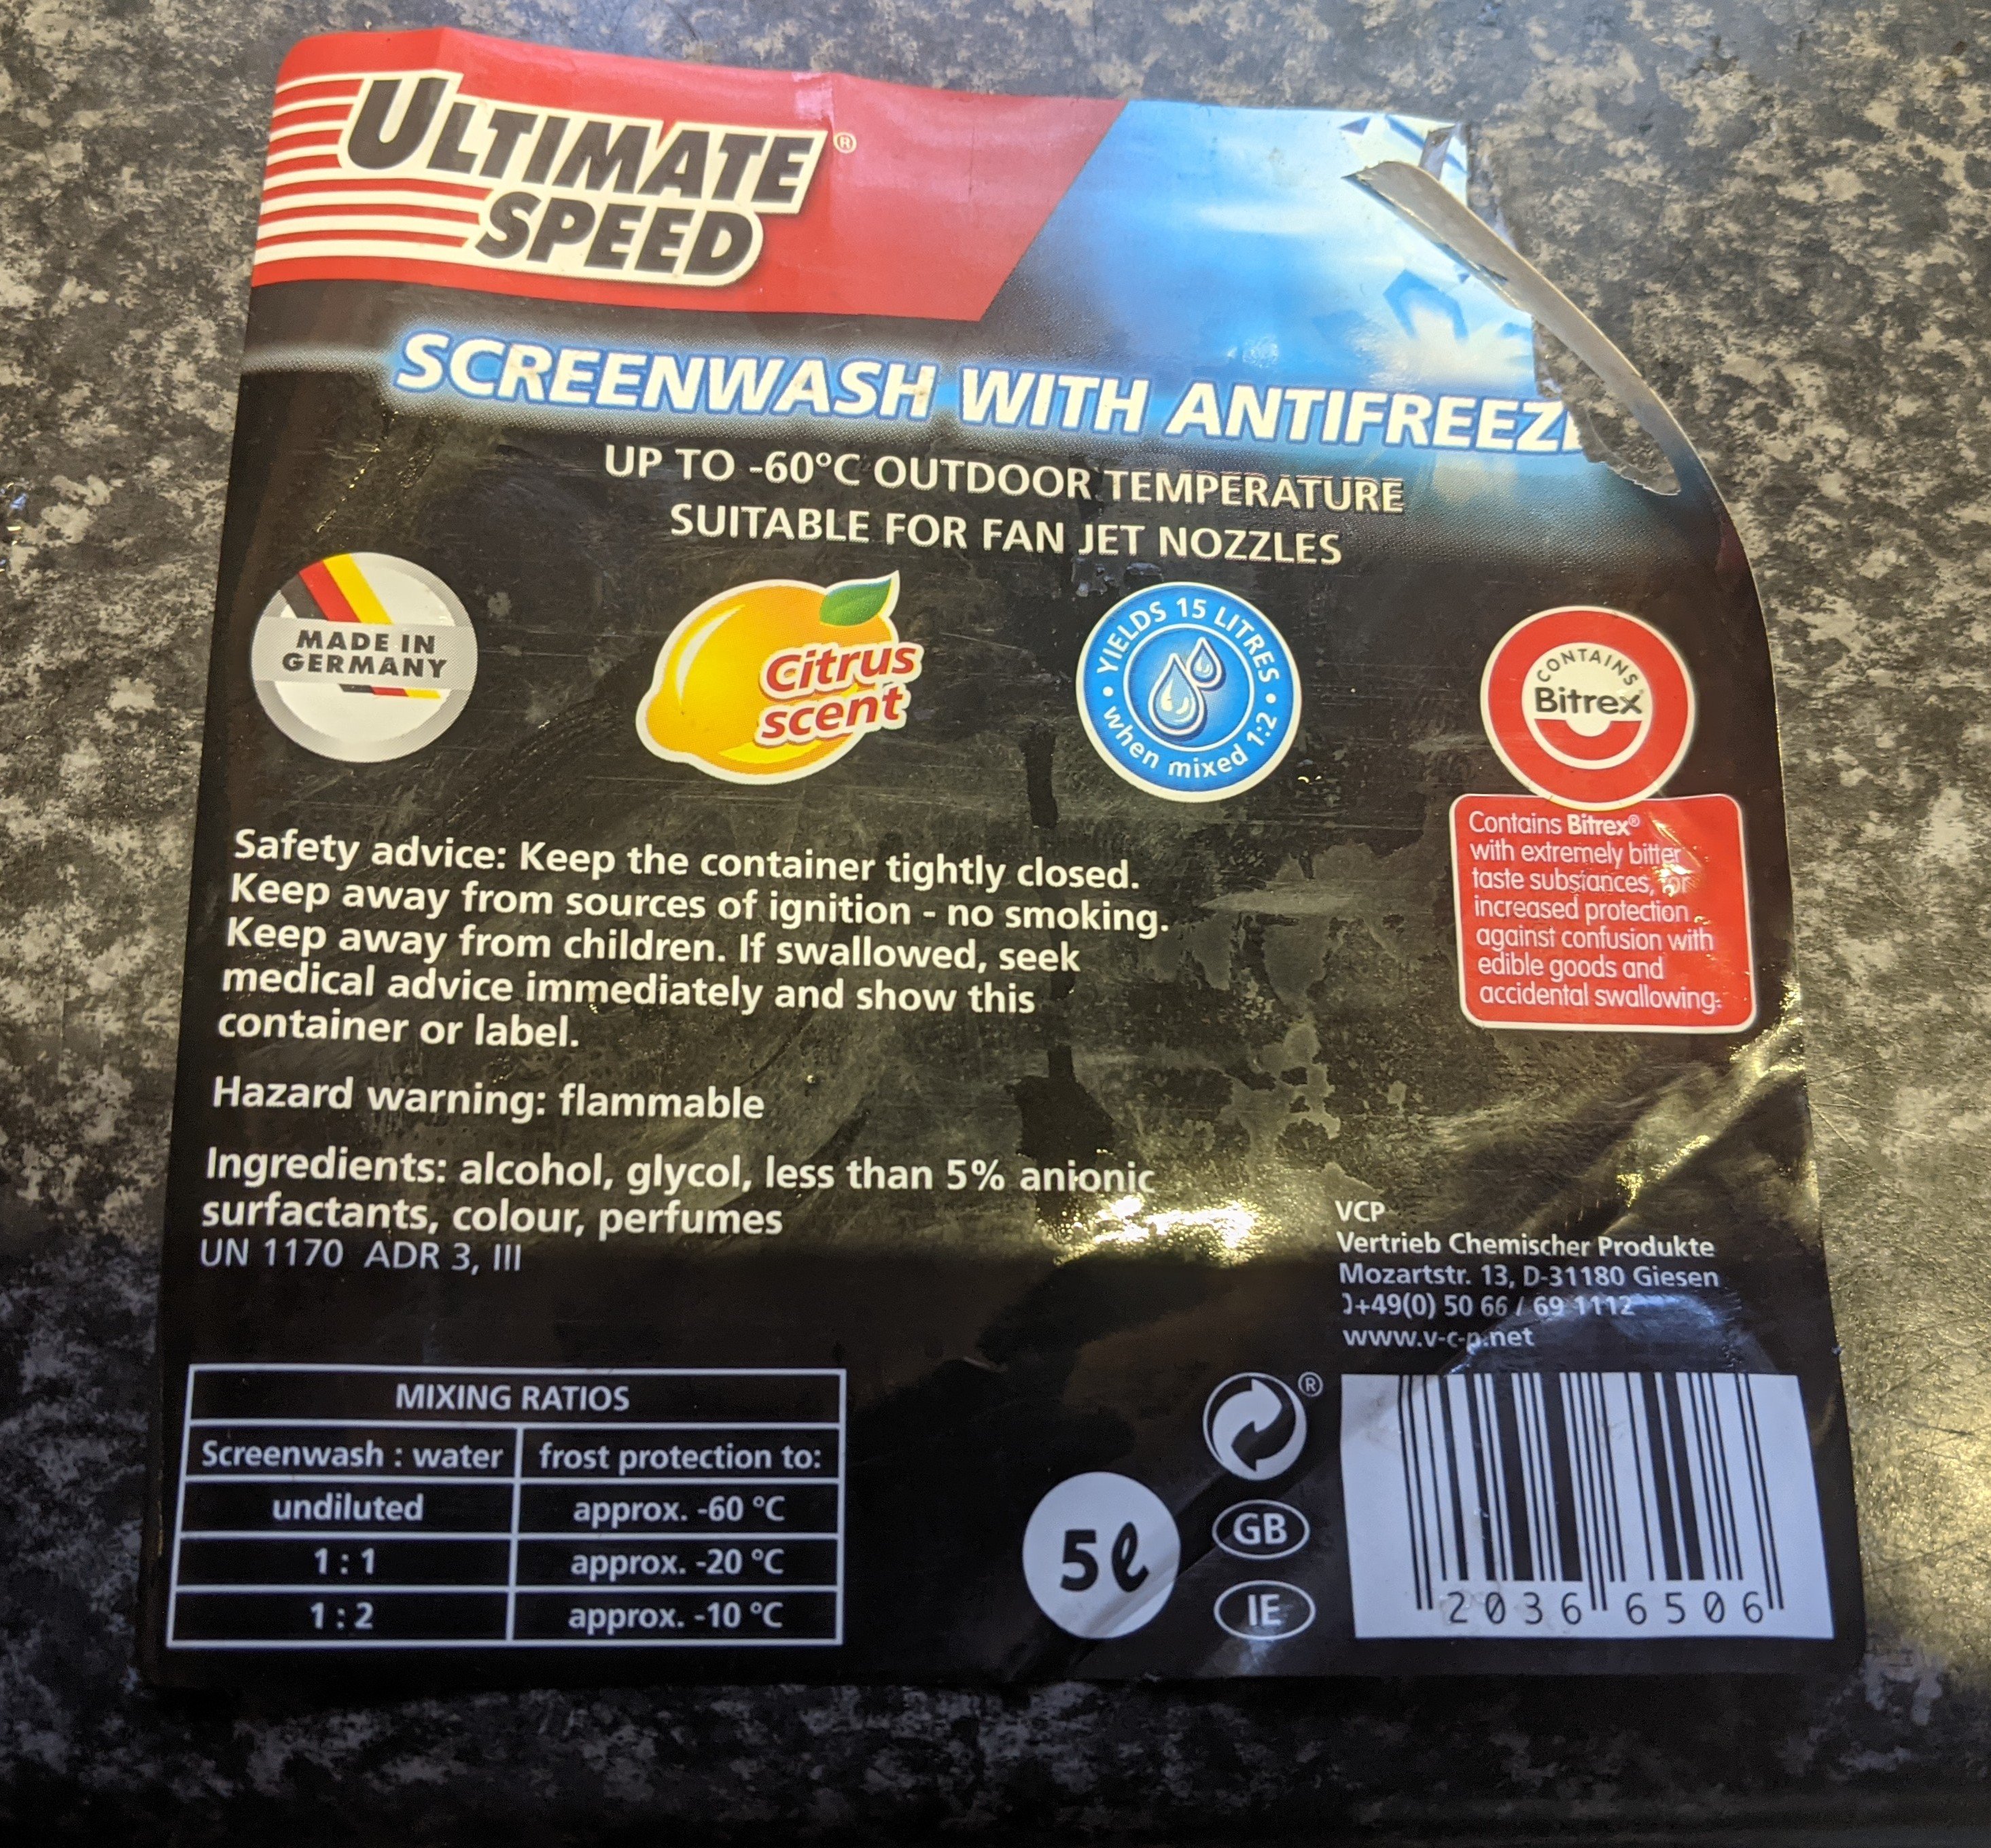 ULTIMATE ®
SPEED
SCREENWASH WITH ANTIFREEZ
UP TO -60°C OUTDOOR TEMPERATURE
SUITABLE FOR FAN JET NOZZLES
MADE IN
GERMANY
Citrus
scent
YIELDS 15 LITRES
when mixed 1:2
CONTAINS
Bitrex
Contains Bitrex®
with extremely bitter
taste substances, for
increased protection
against confusion with
edible goods and
accidental swallowing.
Safety advice: Keep the container tightly closed.
Keep away from sources of ignition - no smoking.
Keep away from children. If swallowed, seek
medical advice immediately and show this
container or label.
Hazard warning: flammable
Ingredients: alcohol, glycol, less than 5% anionic
surfactants, colour, perfumes
UN 1170 ADR 3, III
VCP
Vertrieb Chemischer Produkte
Mozartstr. 13, D-31180 Giesen
+49(0) 50 66 / 69 1112
www.v-c-p.net
MIXING RATIOS
Screenwash : water frost protection to:
undiluted approx. -60 °C
1 : 1 approx. -20 °C
1 : 2 approx. -10 °C
5ℓ
®
GB
IE
2036 6506